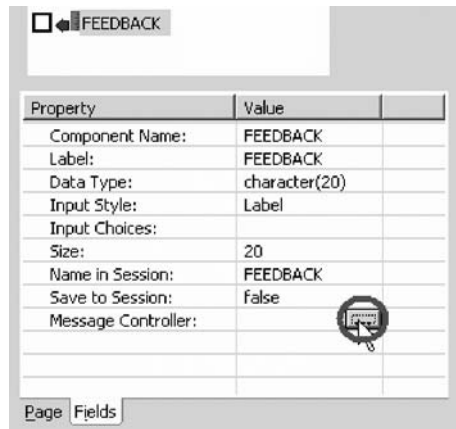 FEEDBACK
Property Value
Component Name: FEEDBACK
Label: FEEDBACK
Data Type: character(20)
Input Style: Label
Input Choices:
Size: 20
Name in Session: FEEDBACK
Save to Session: false
Message Controller:
Page Fields